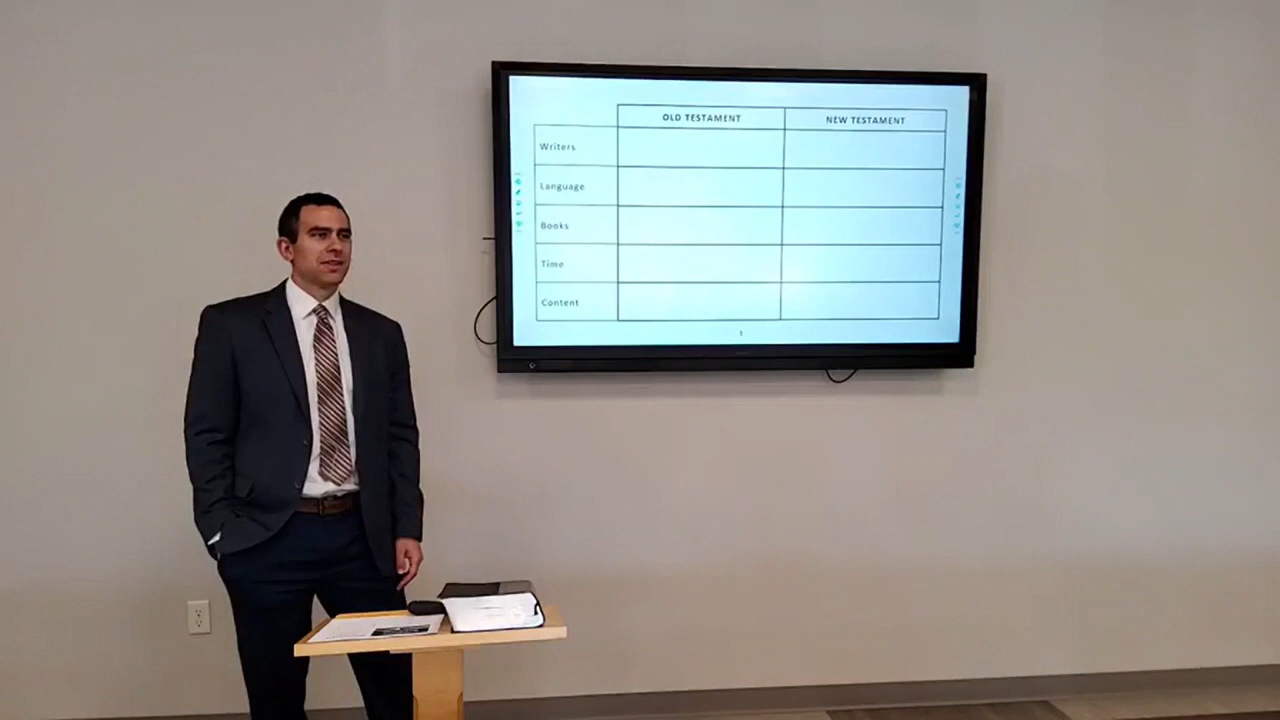 OLD TESTAMENT NEW TESTAMENT
Writers
Language
Books
Time
Content